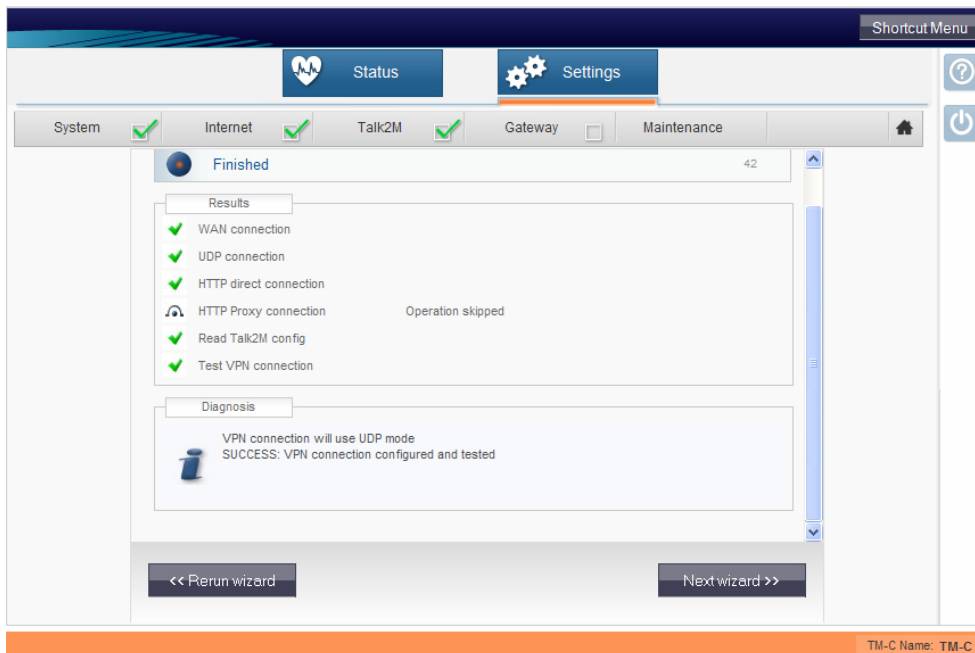 Shortcut Menu
Status
Settings
System
Internet
Talk2M
Gateway
Maintenance
Finished
42
Results
WAN connection
UDP connection
HTTP direct connection
HTTP Proxy connection Operation skipped
Read Talk2M config
Test VPN connection
Diagnosis
VPN connection will use UDP mode
SUCCESS: VPN connection configured and tested
<< Rerun wizard
Next wizard >>
TM-C Name: TM-C